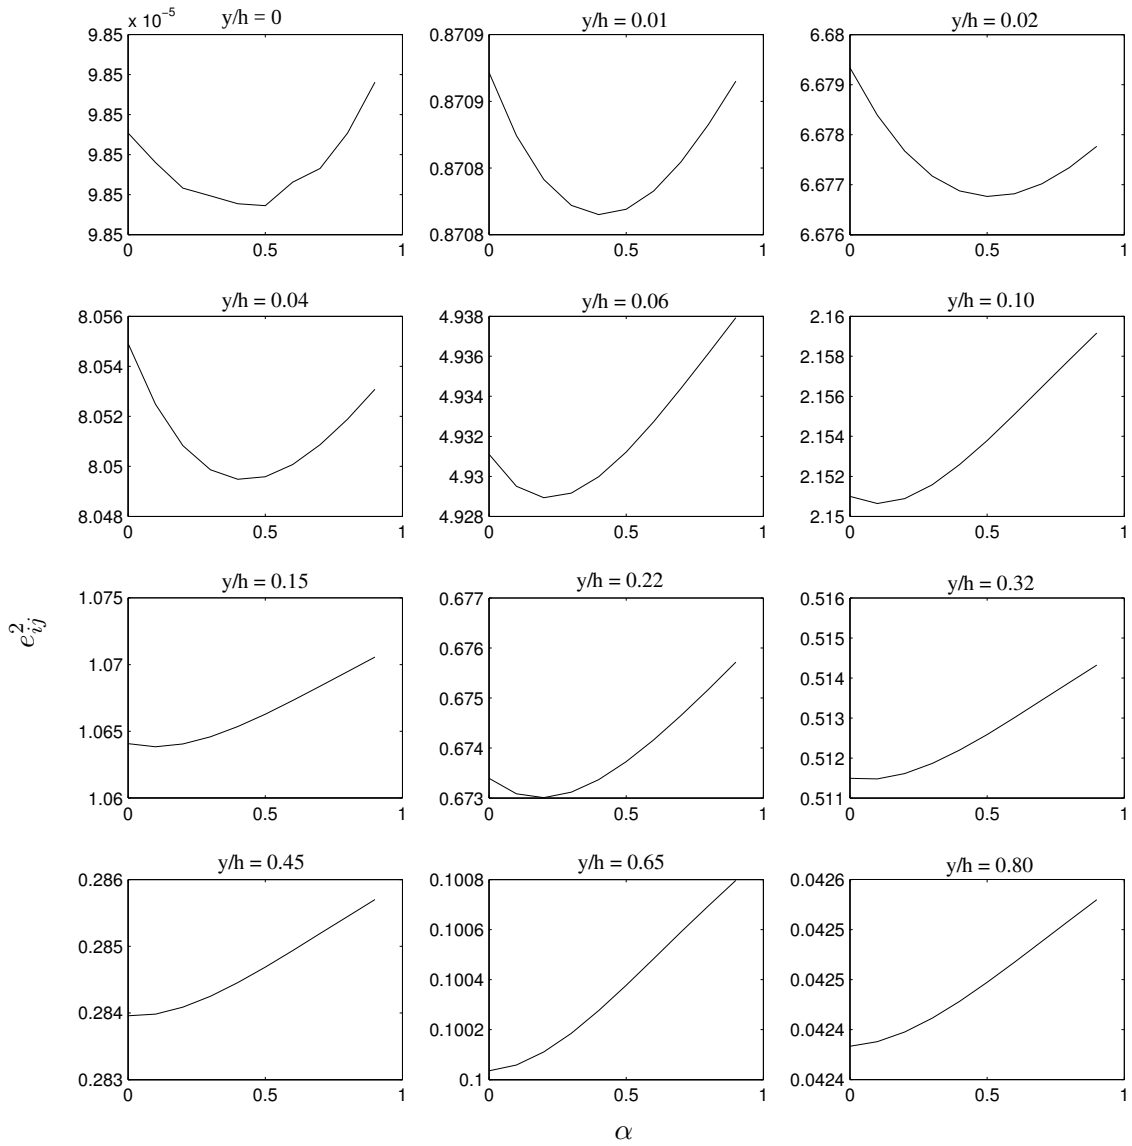 x 10⁻⁵
y/h = 0
9.85
9.85
9.85
9.85
9.85
9.85
0 0.5 1
y/h = 0.01
0.8709
0.8709
0.8708
0.8708
0 0.5 1
y/h = 0.02
6.68
6.679
6.678
6.677
6.676
0 0.5 1
y/h = 0.04
8.056
8.054
8.052
8.05
8.048
0 0.5 1
y/h = 0.06
4.938
4.936
4.934
4.932
4.93
4.928
0 0.5 1
y/h = 0.10
2.16
2.158
2.156
2.154
2.152
2.15
0 0.5 1
y/h = 0.15
1.075
1.07
1.065
1.06
0 0.5 1
y/h = 0.22
0.677
0.676
0.675
0.674
0.673
0 0.5 1
y/h = 0.32
0.516
0.515
0.514
0.513
0.512
0.511
0 0.5 1
y/h = 0.45
0.286
0.285
0.284
0.283
0 0.5 1
y/h = 0.65
0.1008
0.1006
0.1004
0.1002
0.1
0 0.5 1
y/h = 0.80
0.0426
0.0425
0.0425
0.0424
0.0424
0 0.5 1
e²ᵢⱼ
α